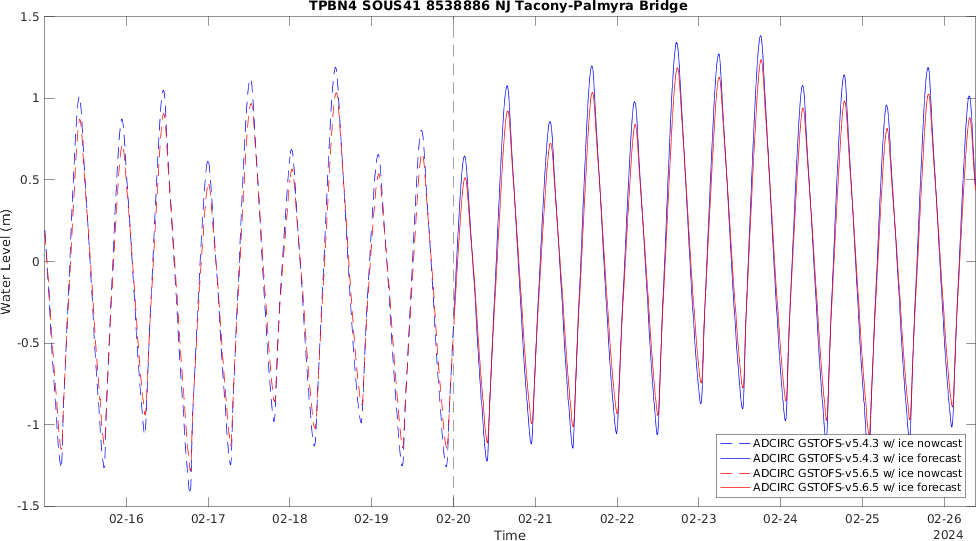 TPBN4 SOUS41 8538886 NJ Tacony-Palmyra Bridge
1.5
1
0.5
0
-0.5
-1
-1.5
Water Level (m)
02-16 02-17 02-18 02-19 02-20 02-21 02-22 02-23 02-24 02-25 02-26
Time
2024
ADCIRC GSTOFS-v5.4.3 w/ ice nowcast
ADCIRC GSTOFS-v5.4.3 w/ ice forecast
ADCIRC GSTOFS-v5.6.5 w/ ice nowcast
ADCIRC GSTOFS-v5.6.5 w/ ice forecast